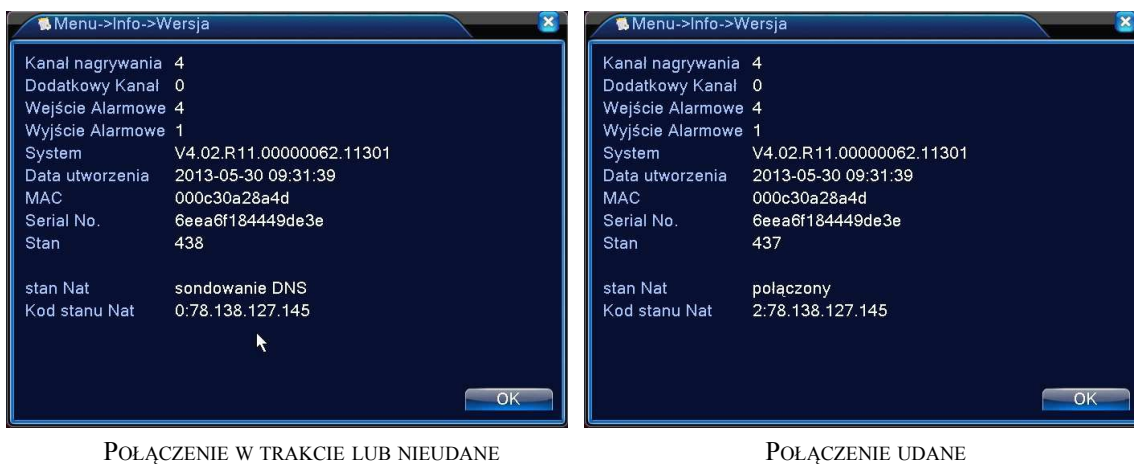 Menu->Info->Wersja
Kanał nagrywania 4
Dodatkowy Kanał 0
Wejście Alarmowe 4
Wyjście Alarmowe 1
System V4.02.R11.00000062.11301
Data utworzenia 2013-05-30 09:31:39
MAC 000c30a28a4d
Serial No. 6eea6f184449de3e
Stan 438
stan Nat sondowanie DNS
Kod stanu Nat 0:78.138.127.145
OK
POŁĄCZENIE W TRAKCIE LUB NIEUDANE
Menu->Info->Wersja
Kanał nagrywania 4
Dodatkowy Kanał 0
Wejście Alarmowe 4
Wyjście Alarmowe 1
System V4.02.R11.00000062.11301
Data utworzenia 2013-05-30 09:31:39
MAC 000c30a28a4d
Serial No. 6eea6f184449de3e
Stan 437
stan Nat połączony
Kod stanu Nat 2:78.138.127.145
OK
POŁĄCZENIE UDANE